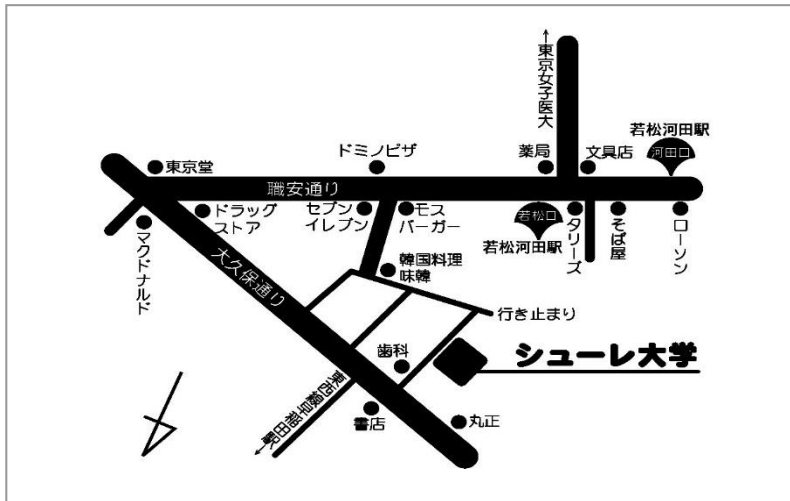 ←東京女子医大
若松河田駅
河田口
ドミノピザ
薬局
文具店
東京堂
職安通り
ドラッグ
ストア
セブン
イレブン
モス
バーガー
若松口
若松河田駅
タリーズ
そば屋
ローソン
マクドナルド
大久保通り
韓国料理
味韓
行き止まり
歯科
シューレ大学
東西線早稲田駅→
書店
丸正